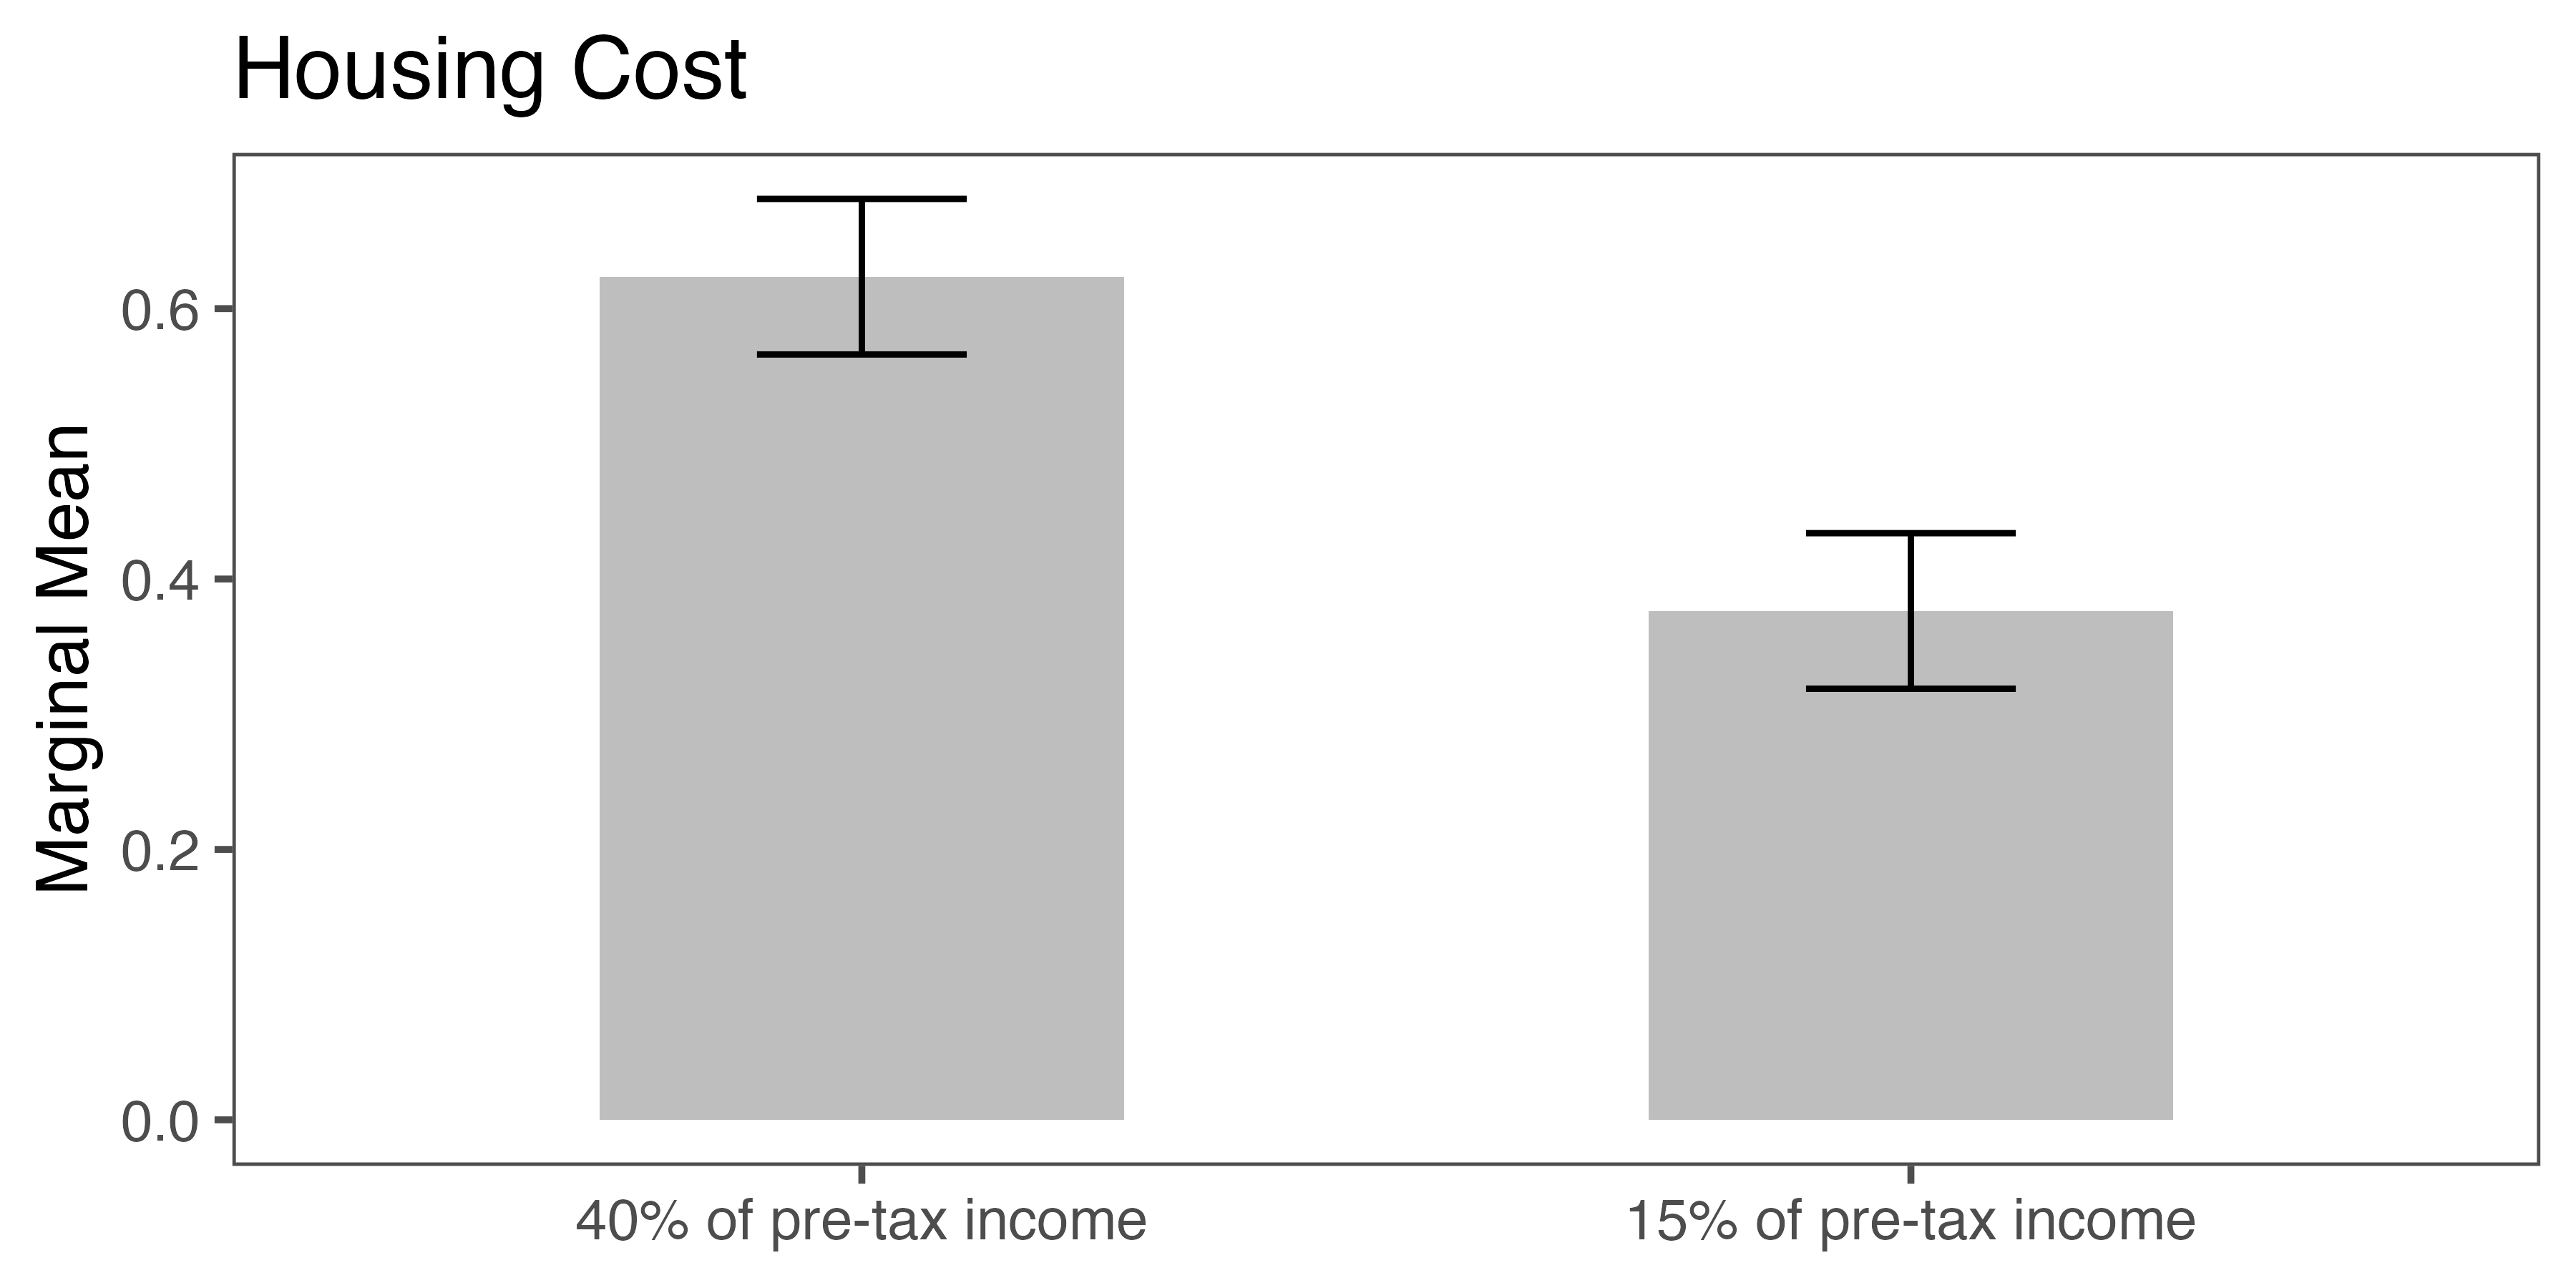 Housing Cost
Marginal Mean
0.6
0.4
0.2
0.0
40% of pre-tax income
15% of pre-tax income